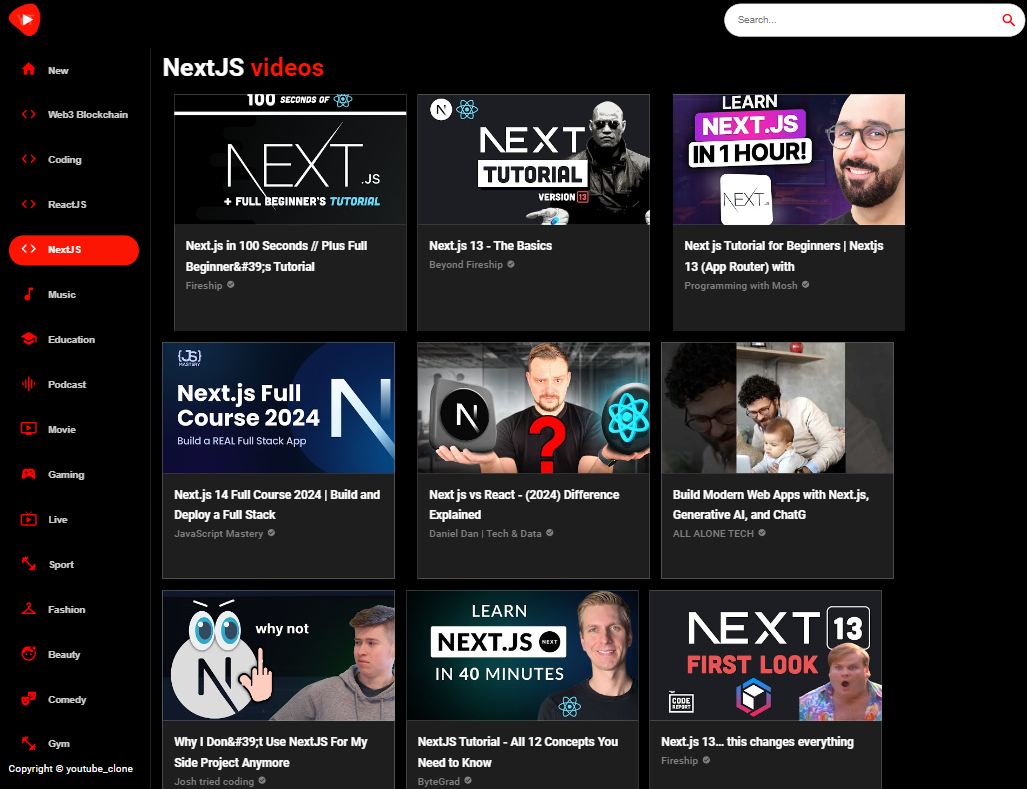 Search...
New
Web3 Blockchain
Coding
ReactJS
NextJS
Music
Education
Podcast
Movie
Gaming
Live
Sport
Fashion
Beauty
Comedy
Gym
Copyright © youtube_clone
NextJS videos
100 SECONDS OF
NEXT.JS
+ FULL BEGINNER'S TUTORIAL
Next.js in 100 Seconds // Plus Full
Beginner&#39;s Tutorial
Fireship
N
NEXT
TUTORIAL
VERSION 13
Next.js 13 - The Basics
Beyond Fireship
LEARN
NEXT.JS
IN 1 HOUR!
NEXT.js
Next js Tutorial for Beginners | Nextjs
13 (App Router) with
Programming with Mosh
{JS}
MASTERY
Next.js Full
Course 2024
Build a REAL Full Stack App
N
Next.js 14 Full Course 2024 | Build and
Deploy a Full Stack
JavaScript Mastery
N
?
Next js vs React - (2024) Difference
Explained
Daniel Dan | Tech & Data
Build Modern Web Apps with Next.js,
Generative AI, and ChatG
ALL ALONE TECH
why not
N
Why I Don&#39;t Use NextJS For My
Side Project Anymore
Josh tried coding
LEARN
NEXT.JS NEXT
IN 40 MINUTES
NextJS Tutorial - All 12 Concepts You
Need to Know
ByteGrad
NEXT 13
FIRST LOOK
The
CODE
REPORT
Next.js 13… this changes everything
Fireship